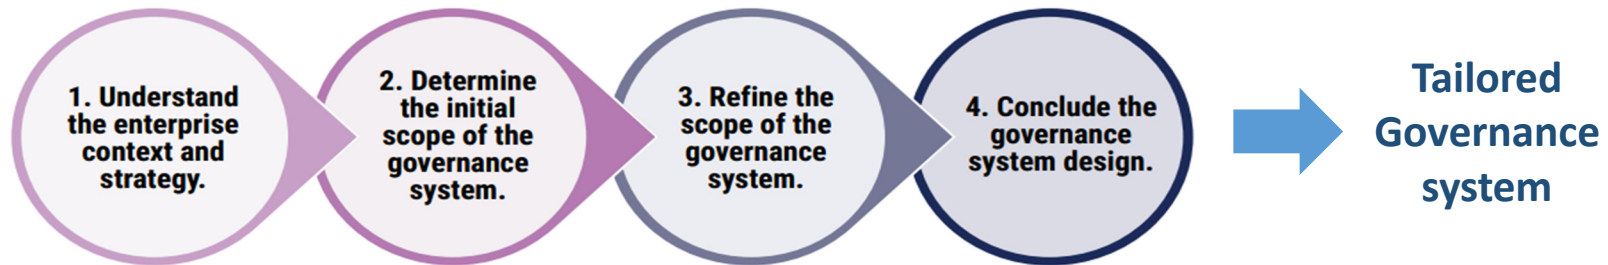 1. Understand
the enterprise
context and
strategy.
2. Determine
the initial
scope of the
governance
system.
3. Refine the
scope of the
governance
system.
4. Conclude the
governance
system design.
Tailored
Governance
system